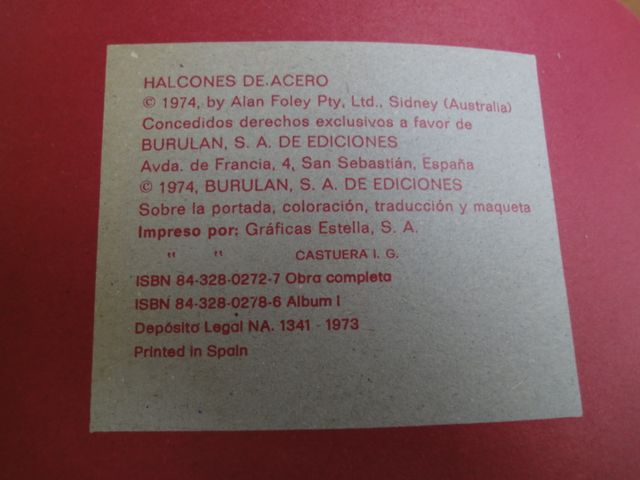 HALCONES DE ACERO
© 1974, by Alan Foley Pty, Ltd., Sidney (Australia)
Concedidos derechos exclusivos a favor de
BURULAN, S. A. DE EDICIONES
Avda. de Francia, 4, San Sebastián, España
© 1974, BURULAN, S. A. DE EDICIONES
Sobre la portada, coloración, traducción y maqueta
Impreso por: Gráficas Estella, S. A.
" " CASTUERA I. G.
ISBN 84-328-0272-7 Obra completa
ISBN 84-328-0278-6 Album I
Depósito Legal NA. 1341 - 1973
Printed in Spain